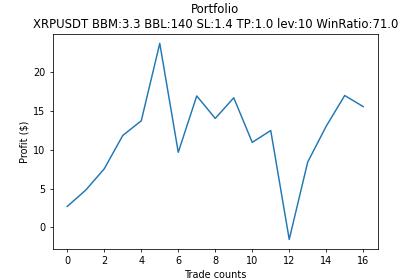 Portfolio
XRPUSDT BBM:3.3 BBL:140 SL:1.4 TP:1.0 lev:10 WinRatio:71.0
Profit ($)
20
15
10
5
0
0 2 4 6 8 10 12 14 16
Trade counts